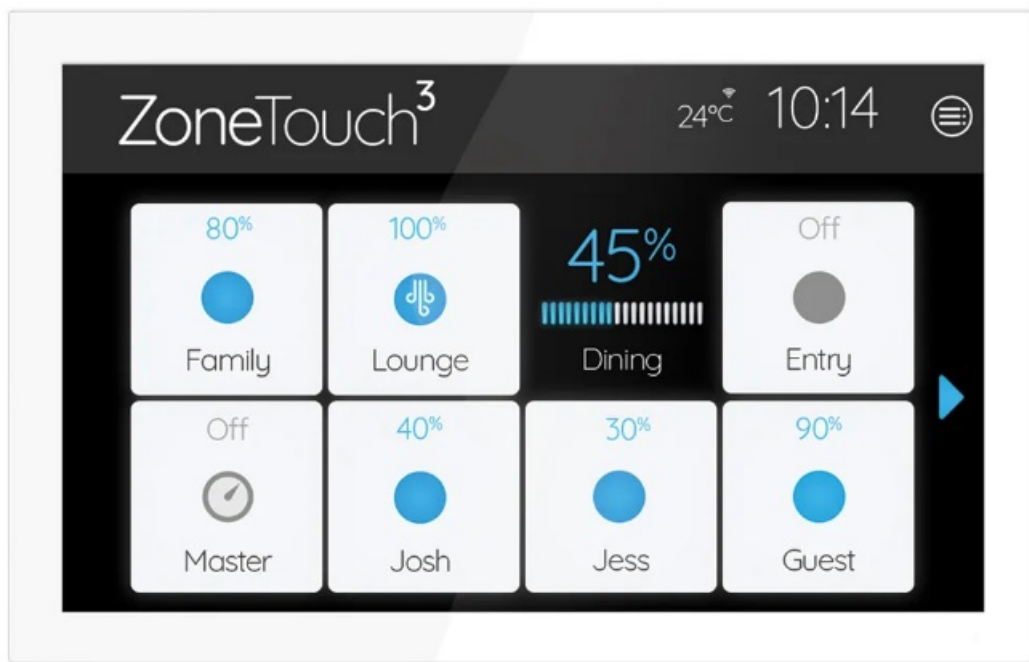 ZoneTouch³
24°C 10:14
80% 100% 45% Off
Family Lounge Dining Entry
Off 40% 30% 90%
Master Josh Jess Guest